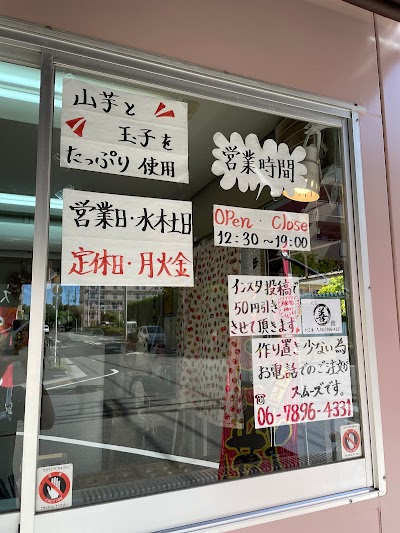 山芋と
玉子を
たっぷり使用
営業時間
営業日・水木土日
定休日・月火金
OPen・Close
12:30～19:00
インスタ投稿で
50円引き
させて頂きます
作り置き少ない為
お電話でのご注文が
スムーズです。
☎06-7896-4331